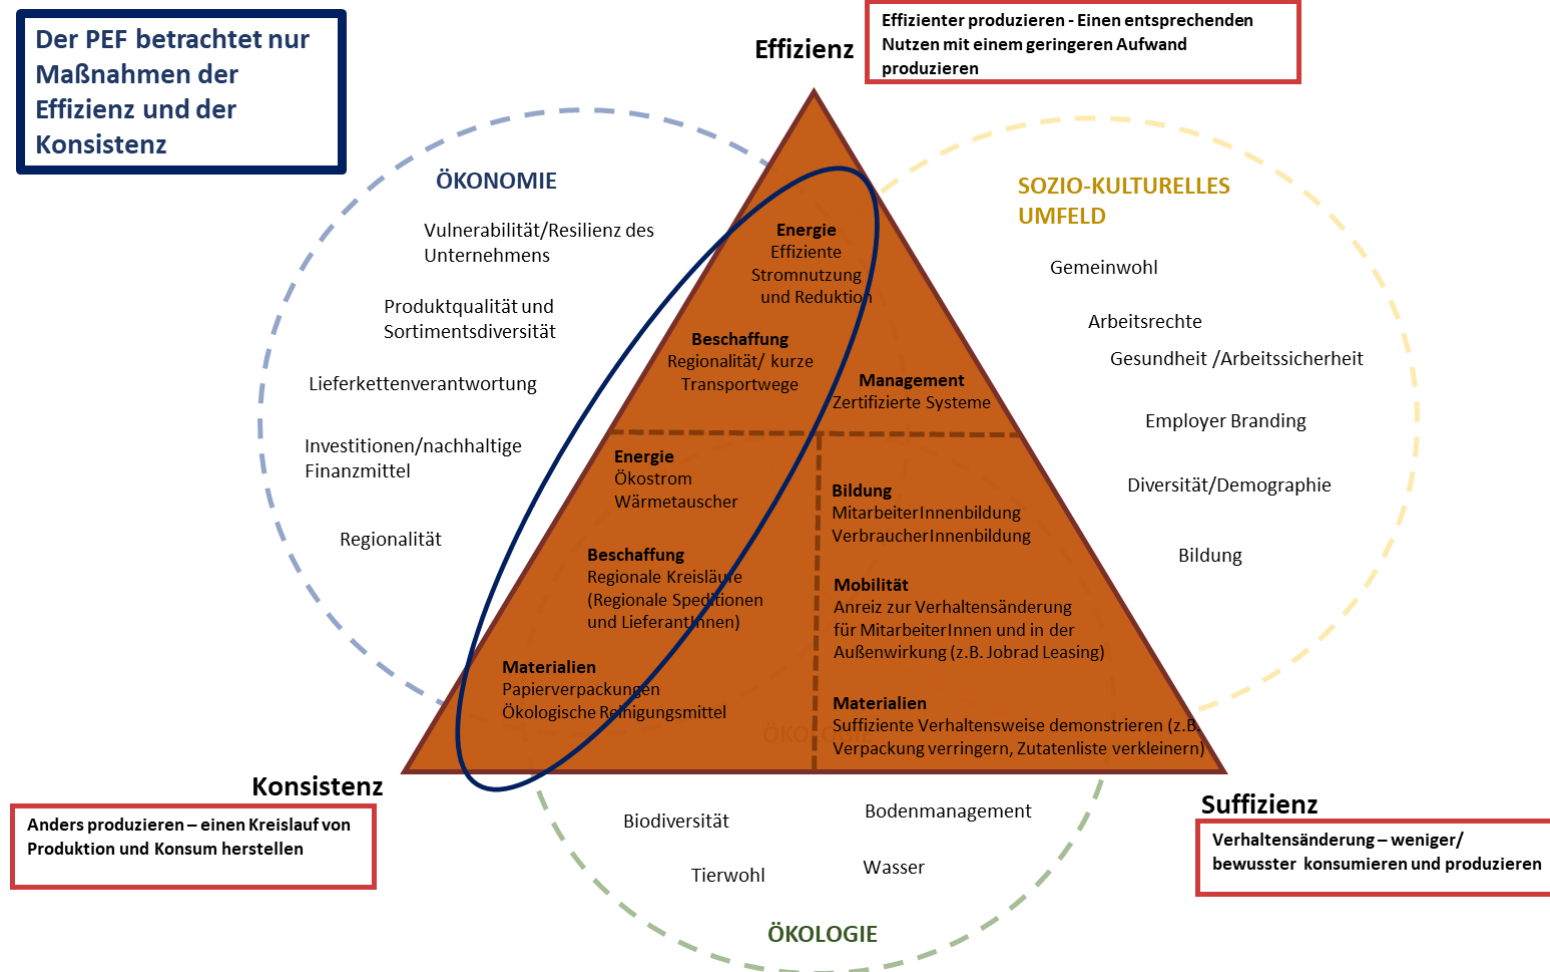 Der PEF betrachtet nur
Maßnahmen der
Effizienz und der
Konsistenz
Effizienz
Effizienter produzieren - Einen entsprechenden
Nutzen mit einem geringeren Aufwand
produzieren
ÖKONOMIE
Vulnerabilität/Resilienz des
Unternehmens
Produktqualität und
Sortimentsdiversität
Lieferkettenverantwortung
Investitionen/nachhaltige
Finanzmittel
Regionalität
SOZIO-KULTURELLES
UMFELD
Gemeinwohl
Arbeitsrechte
Gesundheit /Arbeitssicherheit
Employer Branding
Diversität/Demographie
Bildung
Energie
Effiziente
Stromnutzung
und Reduktion
Beschaffung
Regionalität/ kurze
Transportwege
Management
Zertifizierte Systeme
Energie
Ökostrom
Wärmetauscher
Beschaffung
Regionale Kreisläufe
(Regionale Speditionen
und LieferantInnen)
Materialien
Papierverpackungen
Ökologische Reinigungsmittel
Bildung
MitarbeiterInnenbildung
VerbraucherInnenbildung
Mobilität
Anreiz zur Verhaltensänderung
für MitarbeiterInnen und in der
Außenwirkung (z.B. Jobrad Leasing)
Materialien
Suffiziente Verhaltensweise demonstrieren (z.B.
Verpackung verringern, Zutatenliste verkleinern)
ÖKOLOGIE
Konsistenz
Anders produzieren – einen Kreislauf von
Produktion und Konsum herstellen
Suffizienz
Verhaltensänderung – weniger/
bewusster konsumieren und produzieren
Biodiversität
Bodenmanagement
Tierwohl
Wasser
ÖKOLOGIE